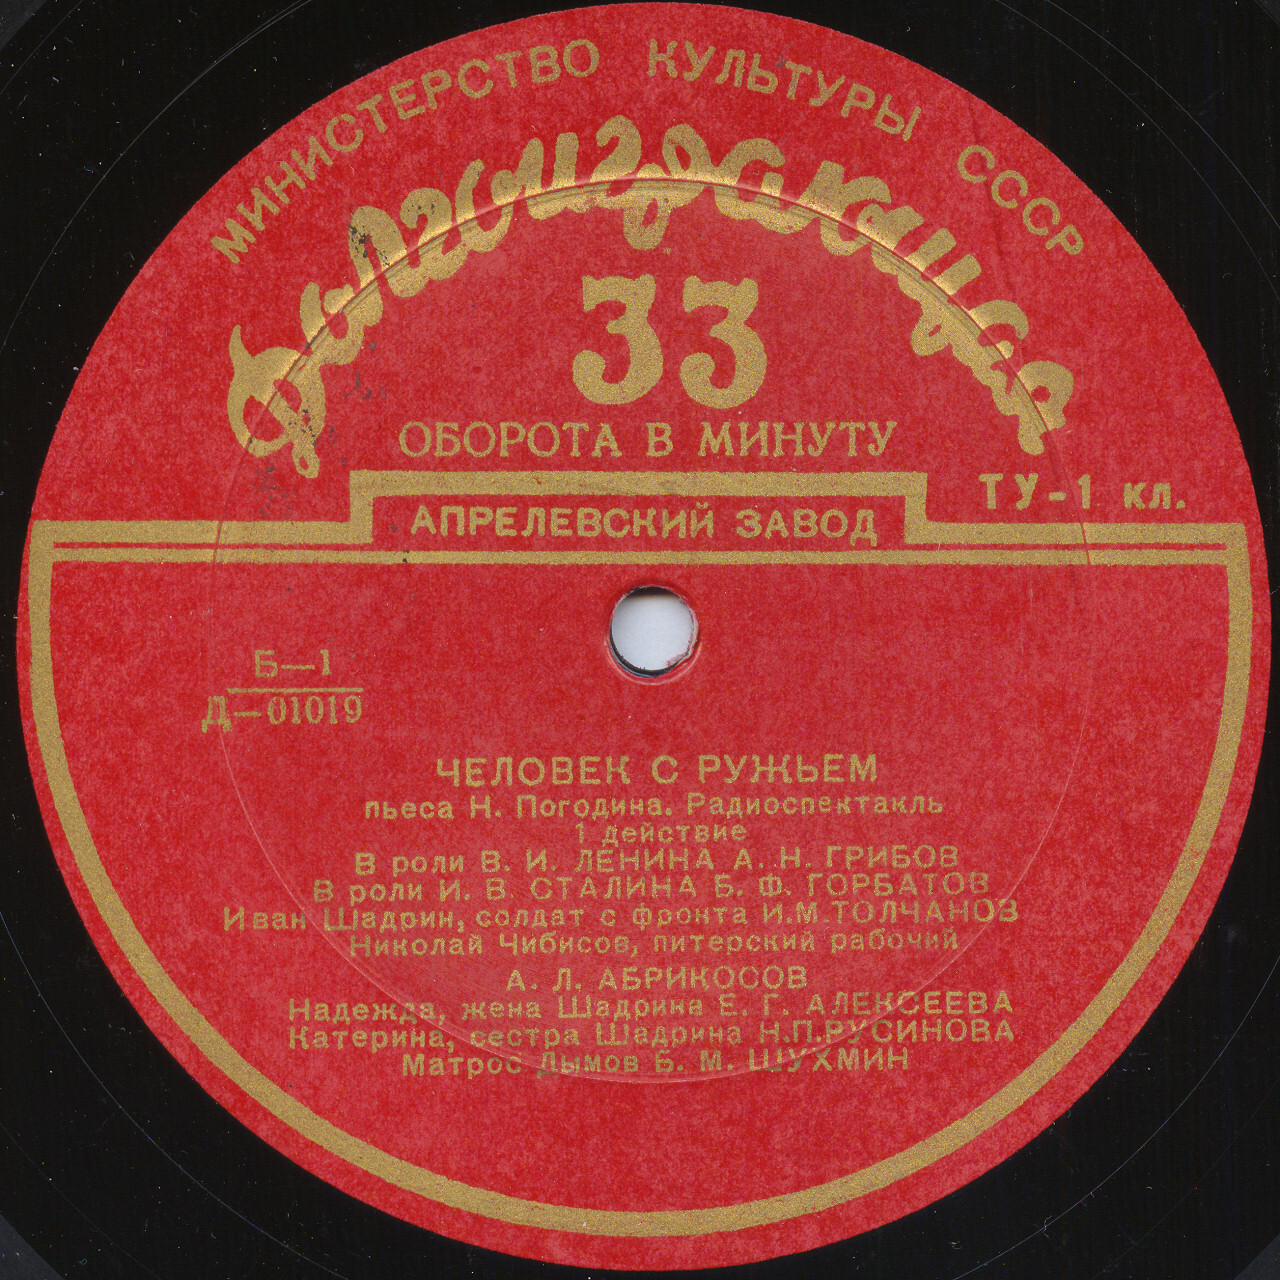 МИНИСТЕРСТВО КУЛЬТУРЫ СССР
Долгоиграющая
33
ОБОРОТА В МИНУТУ
ТУ-1 кл.
АПРЕЛЕВСКИЙ ЗАВОД
Б—1
Д—01019
ЧЕЛОВЕК С РУЖЬЕМ
пьеса Н. Погодина. Радиоспектакль
1 действие
В роли В. И. ЛЕНИНА А. Н. ГРИБОВ
В роли И. В. СТАЛИНА Б. Ф. ГОРБАТОВ
Иван Шадрин, солдат с фронта И.М.ТОЛЧАНОВ
Николай Чибисов, питерский рабочий
А. Л. АБРИКОСОВ
Надежда, жена Шадрина Е. Г. АЛЕКСЕЕВА
Катерина, сестра Шадрина Н.П.РУСИНОВА
Матрос Дымов Б. М. ШУХМИН